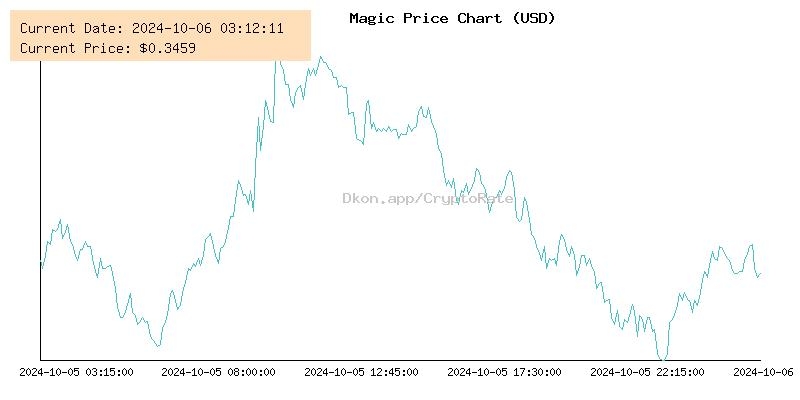 Magic Price Chart (USD)
Current Date: 2024-10-06 03:12:11
Current Price: $0.3459
Dkon.app/CryptoRate
2024-10-05 03:15:00
2024-10-05 08:00:00
2024-10-05 12:45:00
2024-10-05 17:30:00
2024-10-05 22:15:00
2024-10-06